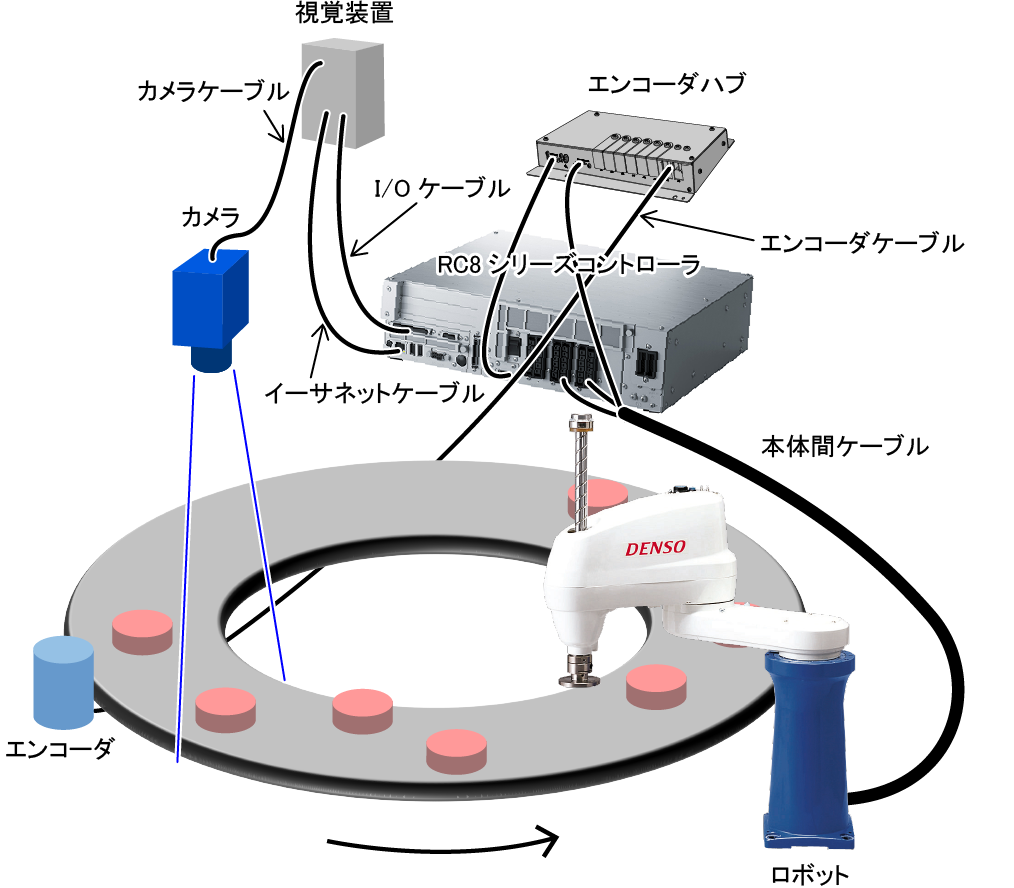 視覚装置
カメラケーブル
エンコーダハブ
I/O ケーブル
カメラ
エンコーダケーブル
RC8 シリーズコントローラ
イーサネットケーブル
本体間ケーブル
DENSO
エンコーダ
ロボット